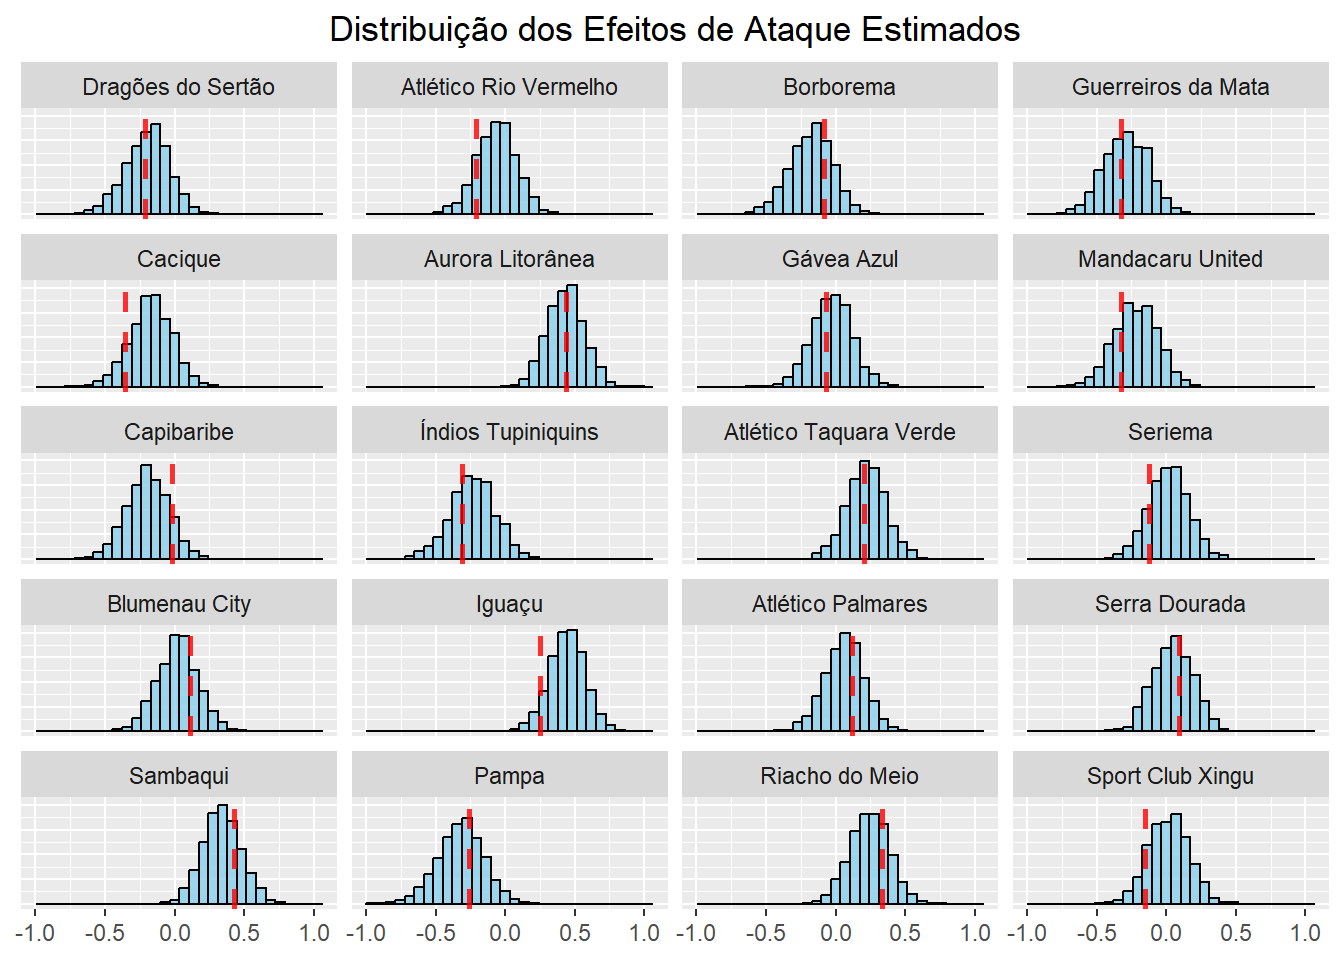 Distribuição dos Efeitos de Ataque Estimados
Dragões do Sertão Atlético Rio Vermelho Borborema Guerreiros da Mata
Cacique Aurora Litorânea Gávea Azul Mandacaru United
Capibaribe Índios Tupiniquins Atlético Taquara Verde Seriema
Blumenau City Iguaçu Atlético Palmares Serra Dourada
Sambaqui Pampa Riacho do Meio Sport Club Xingu
-1.0 -0.5 0.0 0.5 1.0 -1.0 -0.5 0.0 0.5 1.0 -1.0 -0.5 0.0 0.5 1.0 -1.0 -0.5 0.0 0.5 1.0